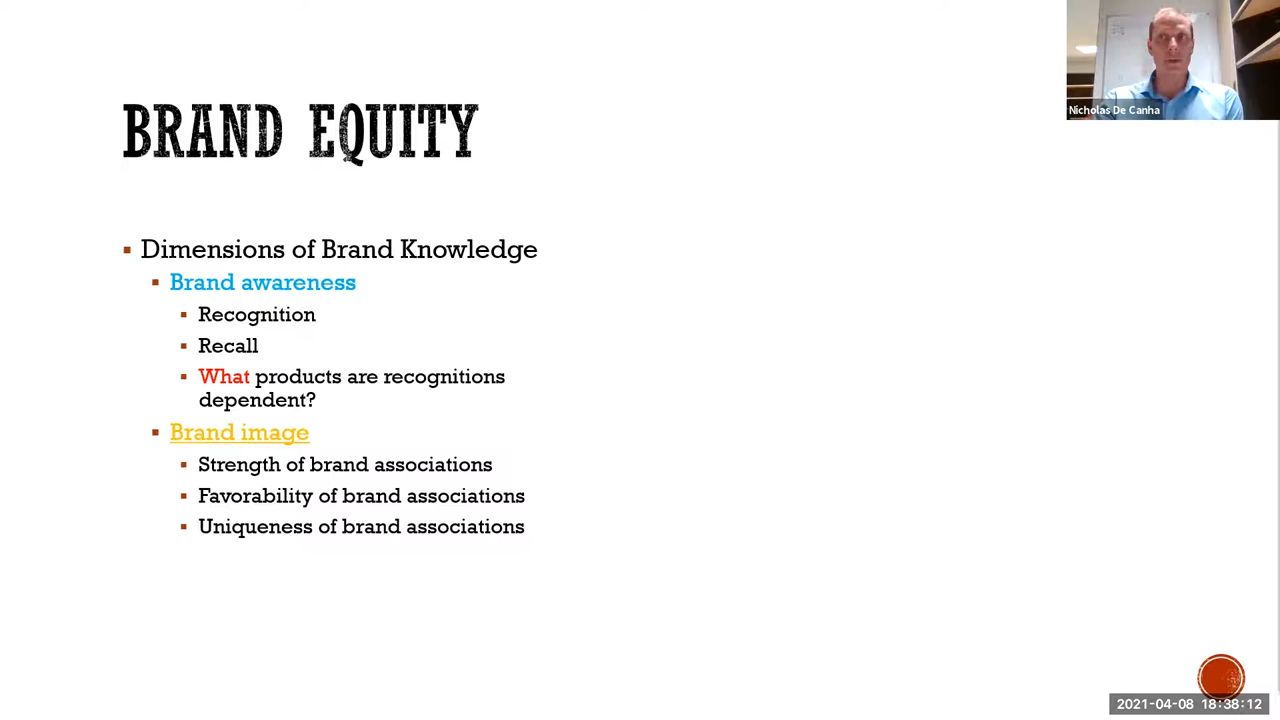 Nicholas De Canha
BRAND EQUITY
Dimensions of Brand Knowledge
Brand awareness
Recognition
Recall
What products are recognitions
dependent?
Brand image
Strength of brand associations
Favorability of brand associations
Uniqueness of brand associations
2021-04-08 18:38:12